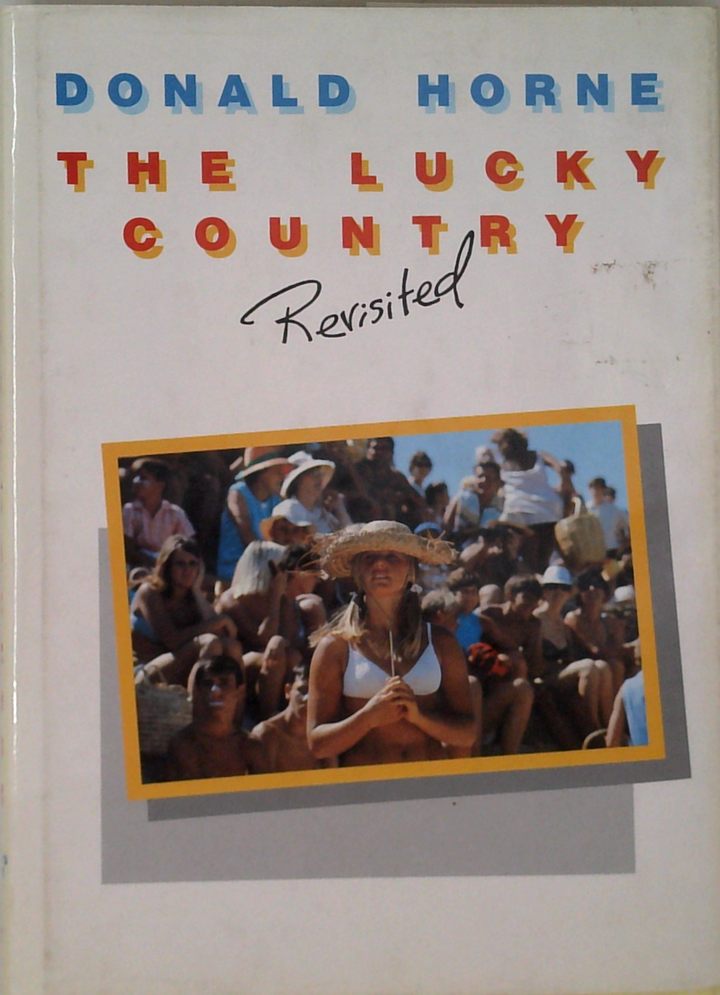 DONALD HORNE
THE LUCKY
COUNTRY
Revisited